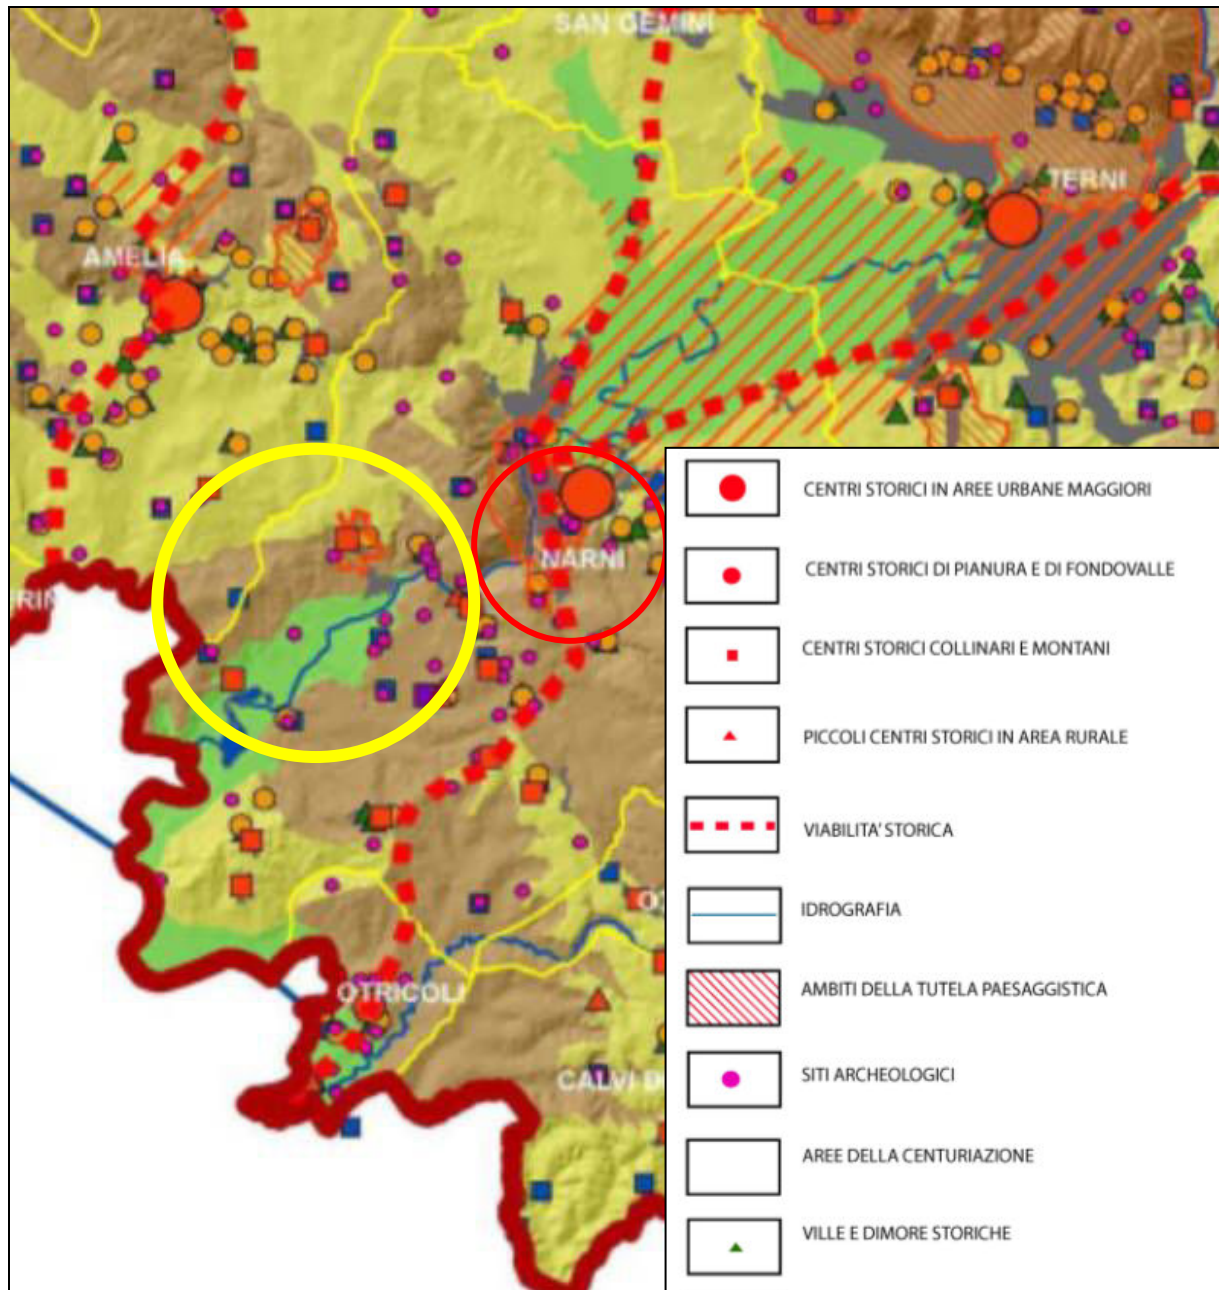 SAN GEMINI
TERNI
AMELIA
NARNI
RIN
OTRICOLI
CALVI D
CENTRI STORICI IN AREE URBANE MAGGIORI
CENTRI STORICI DI PIANURA E DI FONDOVALLE
CENTRI STORICI COLLINARI E MONTANI
PICCOLI CENTRI STORICI IN AREA RURALE
VIABILITA' STORICA
IDROGRAFIA
AMBITI DELLA TUTELA PAESAGGISTICA
SITI ARCHEOLOGICI
AREE DELLA CENTURIAZIONE
VILLE E DIMORE STORICHE